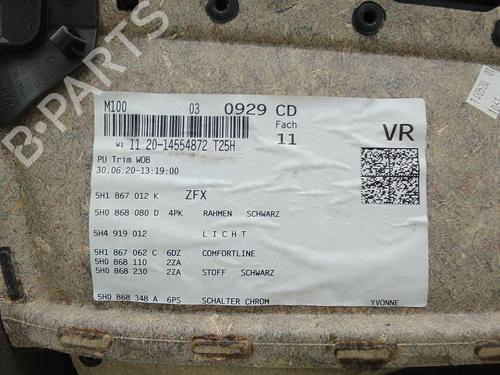 B-PARTS
M100 03 0929 CD
Fach
11
VR
W1 11 20-14554872 T25H
PU Trim WOB
30.06.20-13:19:00
5H1 867 012 K ZFX
5H0 868 080 D 4PK RAHMEN SCHWARZ
5H4 919 012 LICHT
5H1 867 062 C 6DZ COMFORTLINE
5H0 868 110 2ZA
5H0 868 230 2ZA STOFF SCHWARZ
5H0 868 348 A 6PS SCHALTER CHROM
YVONNE